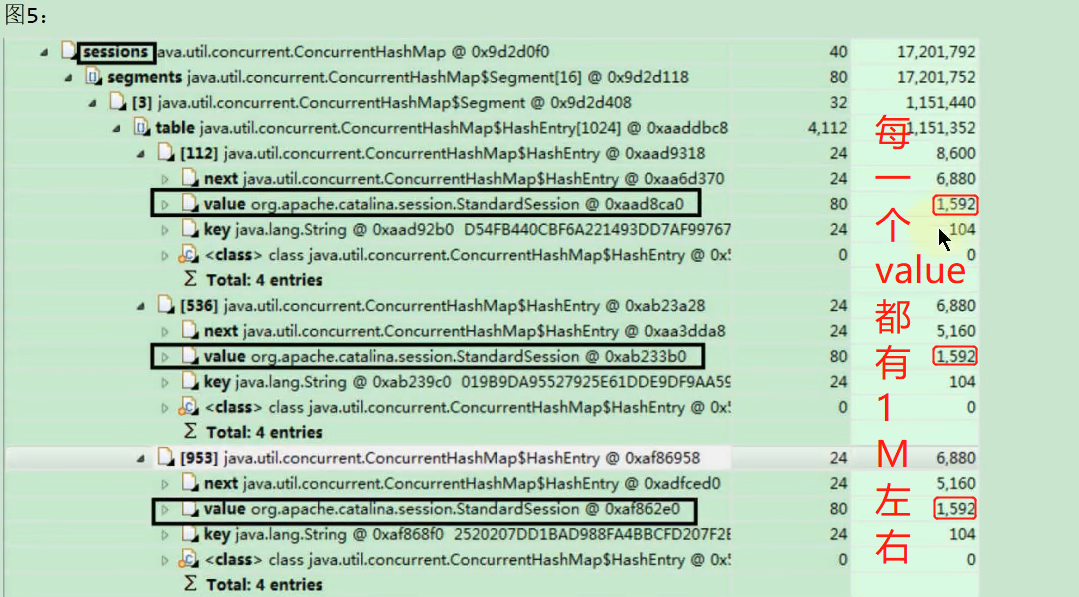 图5：
sessions java.util.concurrent.ConcurrentHashMap @ 0x9d2d0f0 40 17,201,792
segments java.util.concurrent.ConcurrentHashMap$Segment[16] @ 0x9d2d118 80 17,201,752
[3] java.util.concurrent.ConcurrentHashMap$Segment @ 0x9d2d408 32 1,151,440
table java.util.concurrent.ConcurrentHashMap$HashEntry[1024] @ 0xaaddbc8 4,112 1,151,352
[112] java.util.concurrent.ConcurrentHashMap$HashEntry @ 0xaad9318 24 8,600
next java.util.concurrent.ConcurrentHashMap$HashEntry @ 0xaa6d370 24 6,880
value org.apache.catalina.session.StandardSession @ 0xaad8ca0 80 1,592
key java.lang.String @ 0xaad92b0 D54FB440CBF6A221493DD7AF99767 24 104
<class> class java.util.concurrent.ConcurrentHashMap$HashEntry @ 0x 0 0
Σ Total: 4 entries
[536] java.util.concurrent.ConcurrentHashMap$HashEntry @ 0xab23a28 24 6,880
next java.util.concurrent.ConcurrentHashMap$HashEntry @ 0xaa3dda8 24 5,160
value org.apache.catalina.session.StandardSession @ 0xab233b0 80 1,592
key java.lang.String @ 0xab239c0 019B9DA95527925E61DDE9DF9AA59 24 104
<class> class java.util.concurrent.ConcurrentHashMap$HashEntry @ 0x 0 0
Σ Total: 4 entries
[953] java.util.concurrent.ConcurrentHashMap$HashEntry @ 0xaf86958 24 6,880
next java.util.concurrent.ConcurrentHashMap$HashEntry @ 0xadfced0 24 5,160
value org.apache.catalina.session.StandardSession @ 0xaf862e0 80 1,592
key java.lang.String @ 0xaf868f0 2520207DD1BAD988FA4BBCFD207F2E 24 104
<class> class java.util.concurrent.ConcurrentHashMap$HashEntry @ 0x 0 0
Σ Total: 4 entries
每
一
个
value
都
有
1
M
左
右